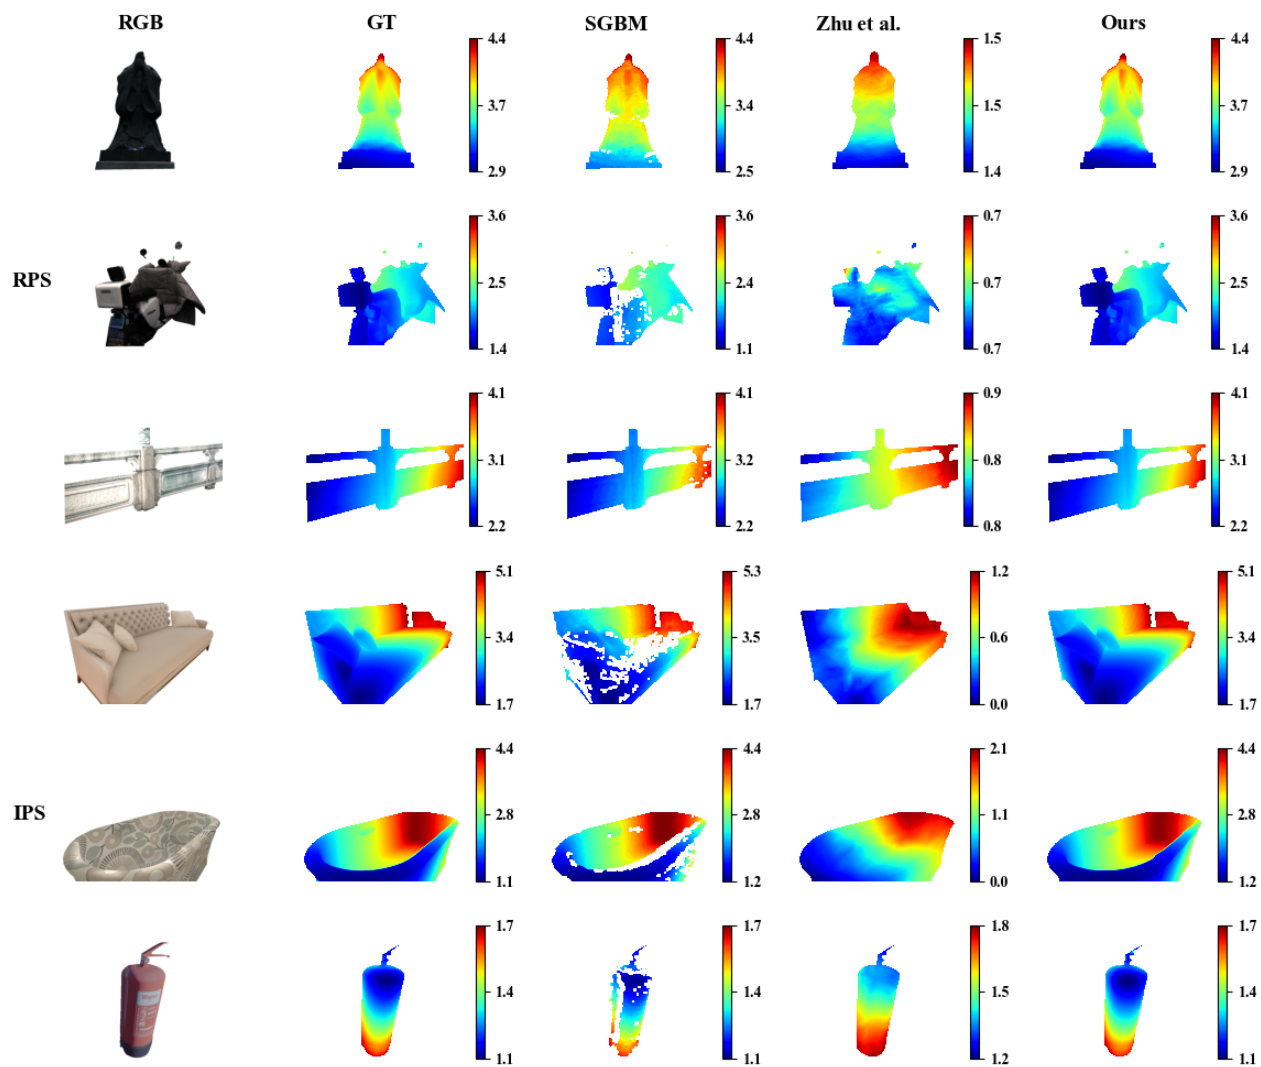 RGB GT SGBM Zhu et al. Ours
4.4 4.4 1.5 4.4
3.7 3.4 1.5 3.7
2.9 2.5 1.4 2.9
3.6 3.6 0.7 3.6
RPS 2.5 2.4 0.7 2.5
1.4 1.1 0.7 1.4
4.1 4.1 0.9 4.1
3.1 3.2 0.8 3.1
2.2 2.2 0.8 2.2
5.1 5.3 1.2 5.1
3.4 3.5 0.6 3.4
1.7 1.7 0.0 1.7
4.4 4.4 2.1 4.4
IPS 2.8 2.8 1.1 2.8
1.1 1.2 0.0 1.2
1.7 1.7 1.8 1.7
1.4 1.4 1.5 1.4
1.1 1.1 1.2 1.1